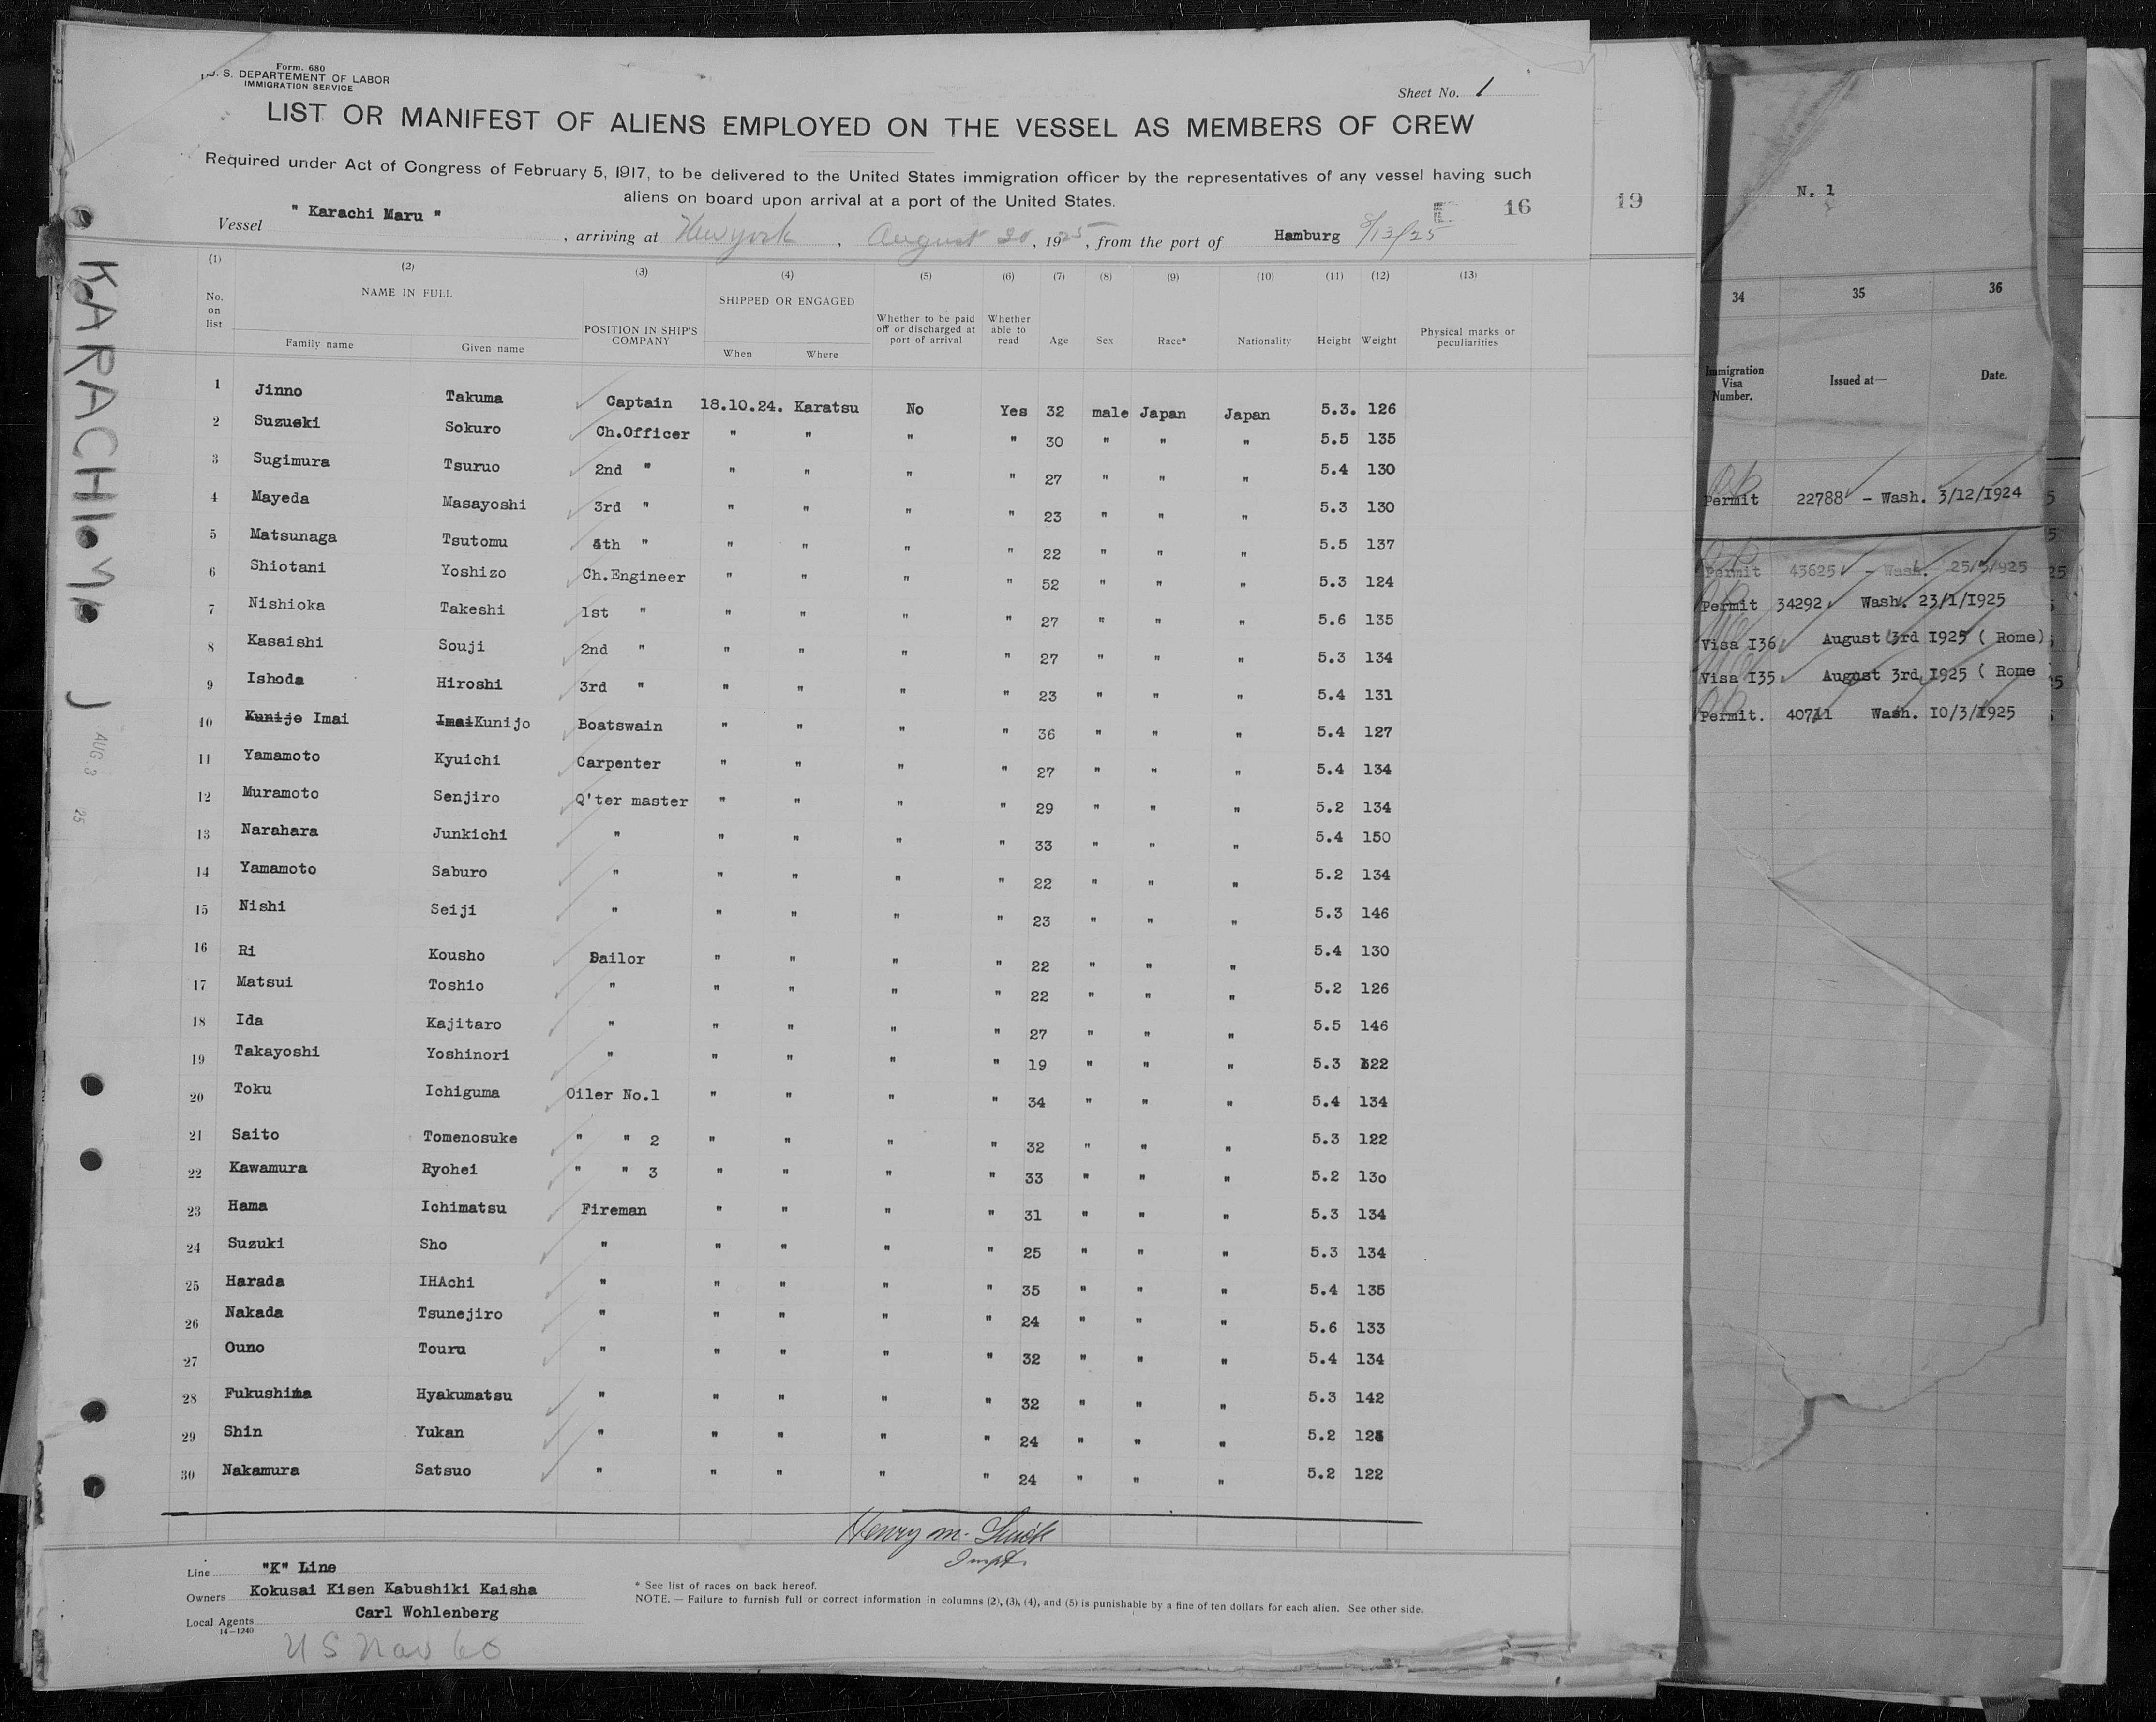 Form. 680
U. S. DEPARTEMENT OF LABOR
IMMIGRATION SERVICE
Sheet No. 1
LIST OR MANIFEST OF ALIENS EMPLOYED ON THE VESSEL AS MEMBERS OF CREW
Required under Act of Congress of February 5, 1917, to be delivered to the United States immigration officer by the representatives of any vessel having such
aliens on board upon arrival at a port of the United States.
E 16
Vessel " Karachi Maru " , arriving at New york , August 20, 1925, from the port of Hamburg 8/13/25
(1) (2) (3) (4) (5) (6) (7) (8) (9) (10) (11) (12) (13)
No. on list
NAME IN FULL
Family name Given name
POSITION IN SHIP'S COMPANY
SHIPPED OR ENGAGED
When Where
Whether to be paid off or discharged at port of arrival
Whether able to read
Age Sex Race* Nationality Height Weight
Physical marks or peculiarities
1 Jinno Takuma Captain 18.10.24. Karatsu No Yes 32 male Japan Japan 5.3. 126
2 Suzuski Sokuro Ch.Officer " " " " 30 " " " 5.5 135
3 Sugimura Tsuruo 2nd " " " " " 27 " " " 5.4 130
4 Mayeda Masayoshi 3rd " " " " " 23 " " " 5.3 130
5 Matsunaga Tsutomu 4th " " " " " 22 " " " 5.5 137
6 Shiotani Yoshizo Ch.Engineer " " " " 52 " " " 5.3 124
7 Nishioka Takeshi 1st " " " " " 27 " " " 5.6 135
8 Kasaishi Souji 2nd " " " " " 27 " " " 5.3 134
9 Ishoda Hiroshi 3rd " " " " " 23 " " " 5.4 131
10 Kunije Imai Imai Kunijo Boatswain " " " " 36 " " " 5.4 127
11 Yamamoto Kyuichi Carpenter " " " " 27 " " " 5.4 134
12 Muramoto Senjiro Q'ter master " " " " 29 " " " 5.2 134
13 Narahara Junkichi " " " " " 33 " " " 5.4 150
14 Yamamoto Saburo " " " " " 22 " " " 5.2 134
15 Nishi Seiji " " " " " 23 " " " 5.3 146
16 Ri Kousho Sailor " " " " 22 " " " 5.4 130
17 Matsui Toshio " " " " " 22 " " " 5.2 126
18 Ida Kajitaro " " " " " 27 " " " 5.5 146
19 Takayoshi Yoshinori " " " " " 19 " " " 5.3 122
20 Toku Ichiguma Oiler No.1 " " " " 34 " " " 5.4 134
21 Saito Tomenosuke " " 2 " " " " 32 " " " 5.3 122
22 Kawamura Ryohei " " 3 " " " " 33 " " " 5.2 13o
23 Hama Ichimatsu Fireman " " " " 31 " " " 5.3 134
24 Suzuki Sho " " " " " 25 " " " 5.3 134
25 Harada IHAchi " " " " " 35 " " " 5.4 135
26 Nakada Tsunejiro " " " " " 24 " " " 5.6 133
27 Ouno Touru " " " " " 32 " " " 5.4 134
28 Fukushima Hyakumatsu " " " " " 32 " " " 5.3 142
29 Shin Yukan " " " " " 24 " " " 5.2
30 Nakamura Satsuo " " " " " 24 " " " 5.2 122
Henry m.
Inspt.
Line "K" Line
Owners Kokusai Kisen Kabushiki Kaisha
Local Agents Carl Wohlenberg
14—1240
* See list of races on back hereof.
NOTE. — Failure to furnish full or correct information in columns (2), (3), (4), and (5) is punishable by a fine of ten dollars for each alien. See other side.
U S Nav 60
KARACHI
AUG. 3 25
19
N. 1
34 35 36
Immigration Visa Number. Issued at— Date.
Permit 22788 - Wash. 3/12/1924
Permit 43625 - Wash. 25/3/925
Permit 34292 Wash. 23/1/1925
Visa I36 August 3rd 1925 ( Rome)
Visa I35 August 3rd 1925 ( Rome
Permit. 40711 Wash. 10/3/1925